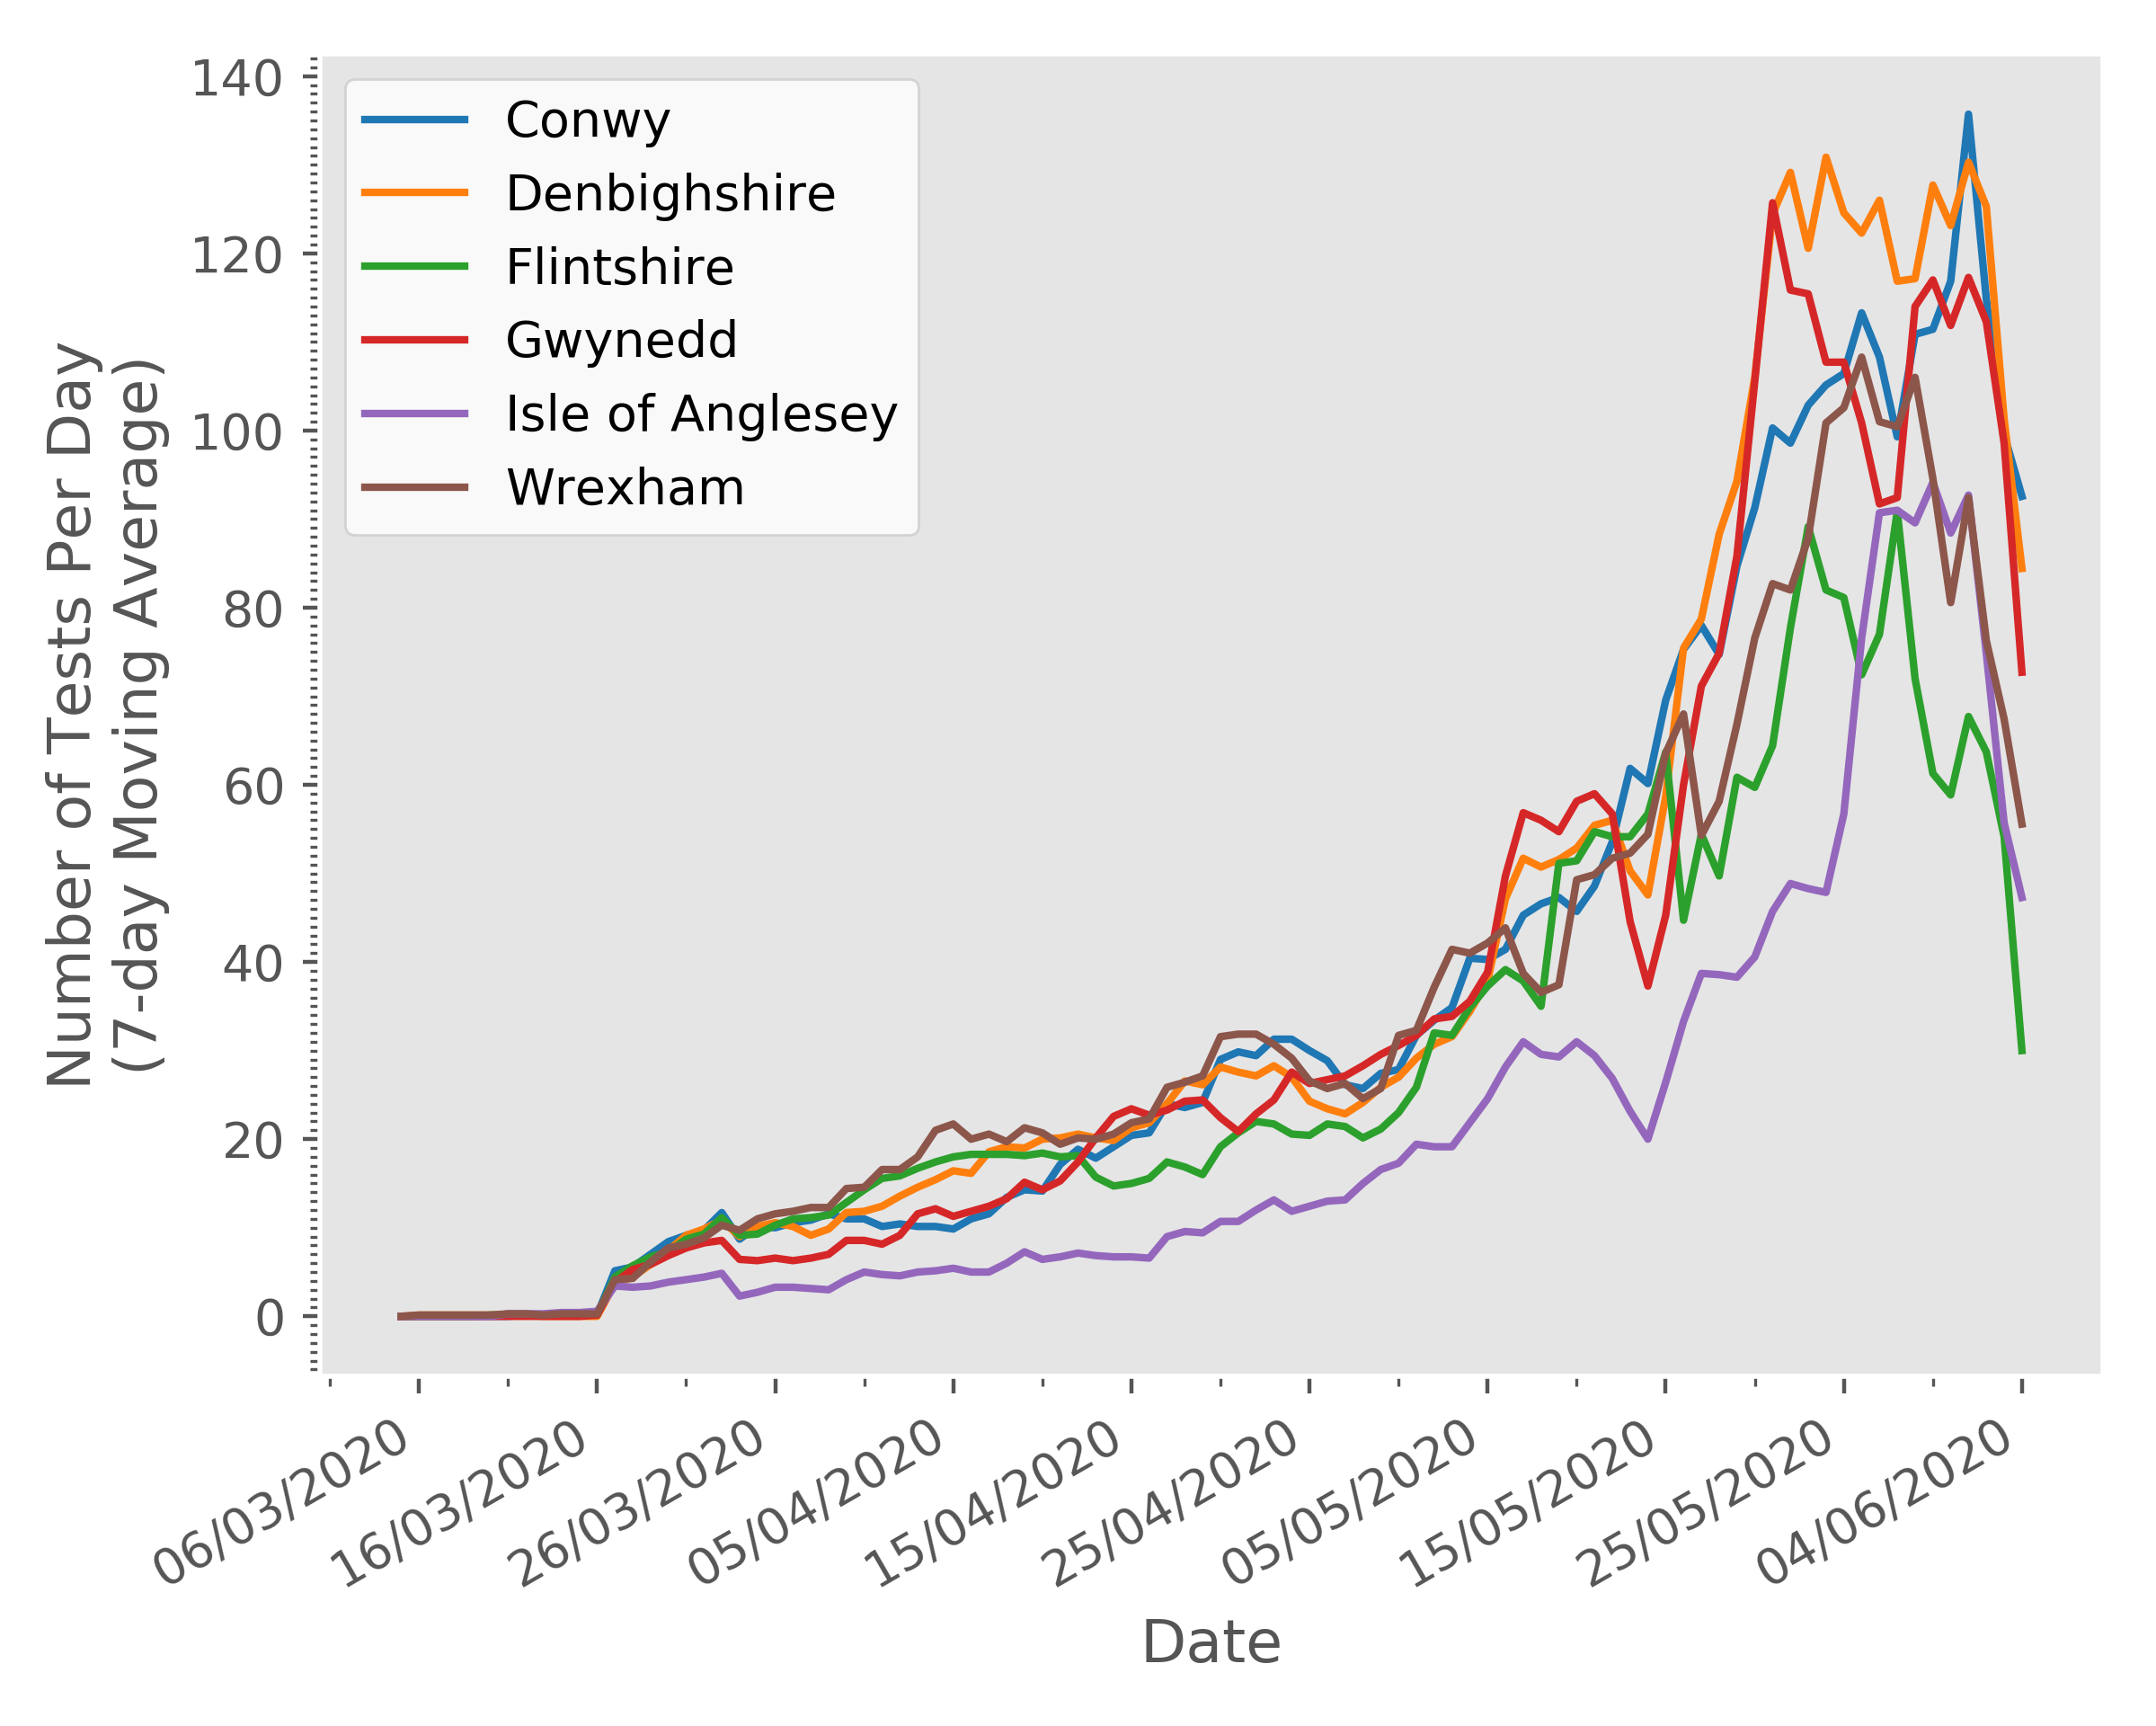 Number of Tests Per Day
(7-day Moving Average)
140
120
100
80
60
40
20
0
Conwy
Denbighshire
Flintshire
Gwynedd
Isle of Anglesey
Wrexham
06/03/2020
16/03/2020
26/03/2020
05/04/2020
15/04/2020
25/04/2020
05/05/2020
15/05/2020
25/05/2020
04/06/2020
Date